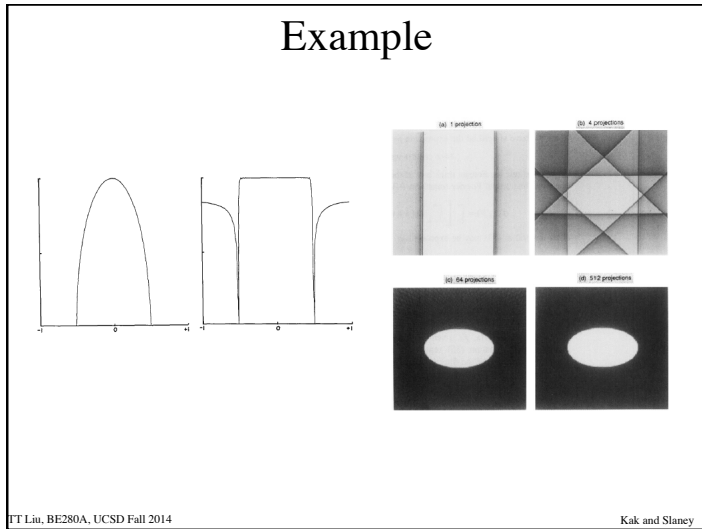 Example
(a) 1 projection
(b) 4 projections
-1
0
+1
-1
0
+1
(c) 64 projections
(d) 512 projections
TT Liu, BE280A, UCSD Fall 2014
Kak and Slaney